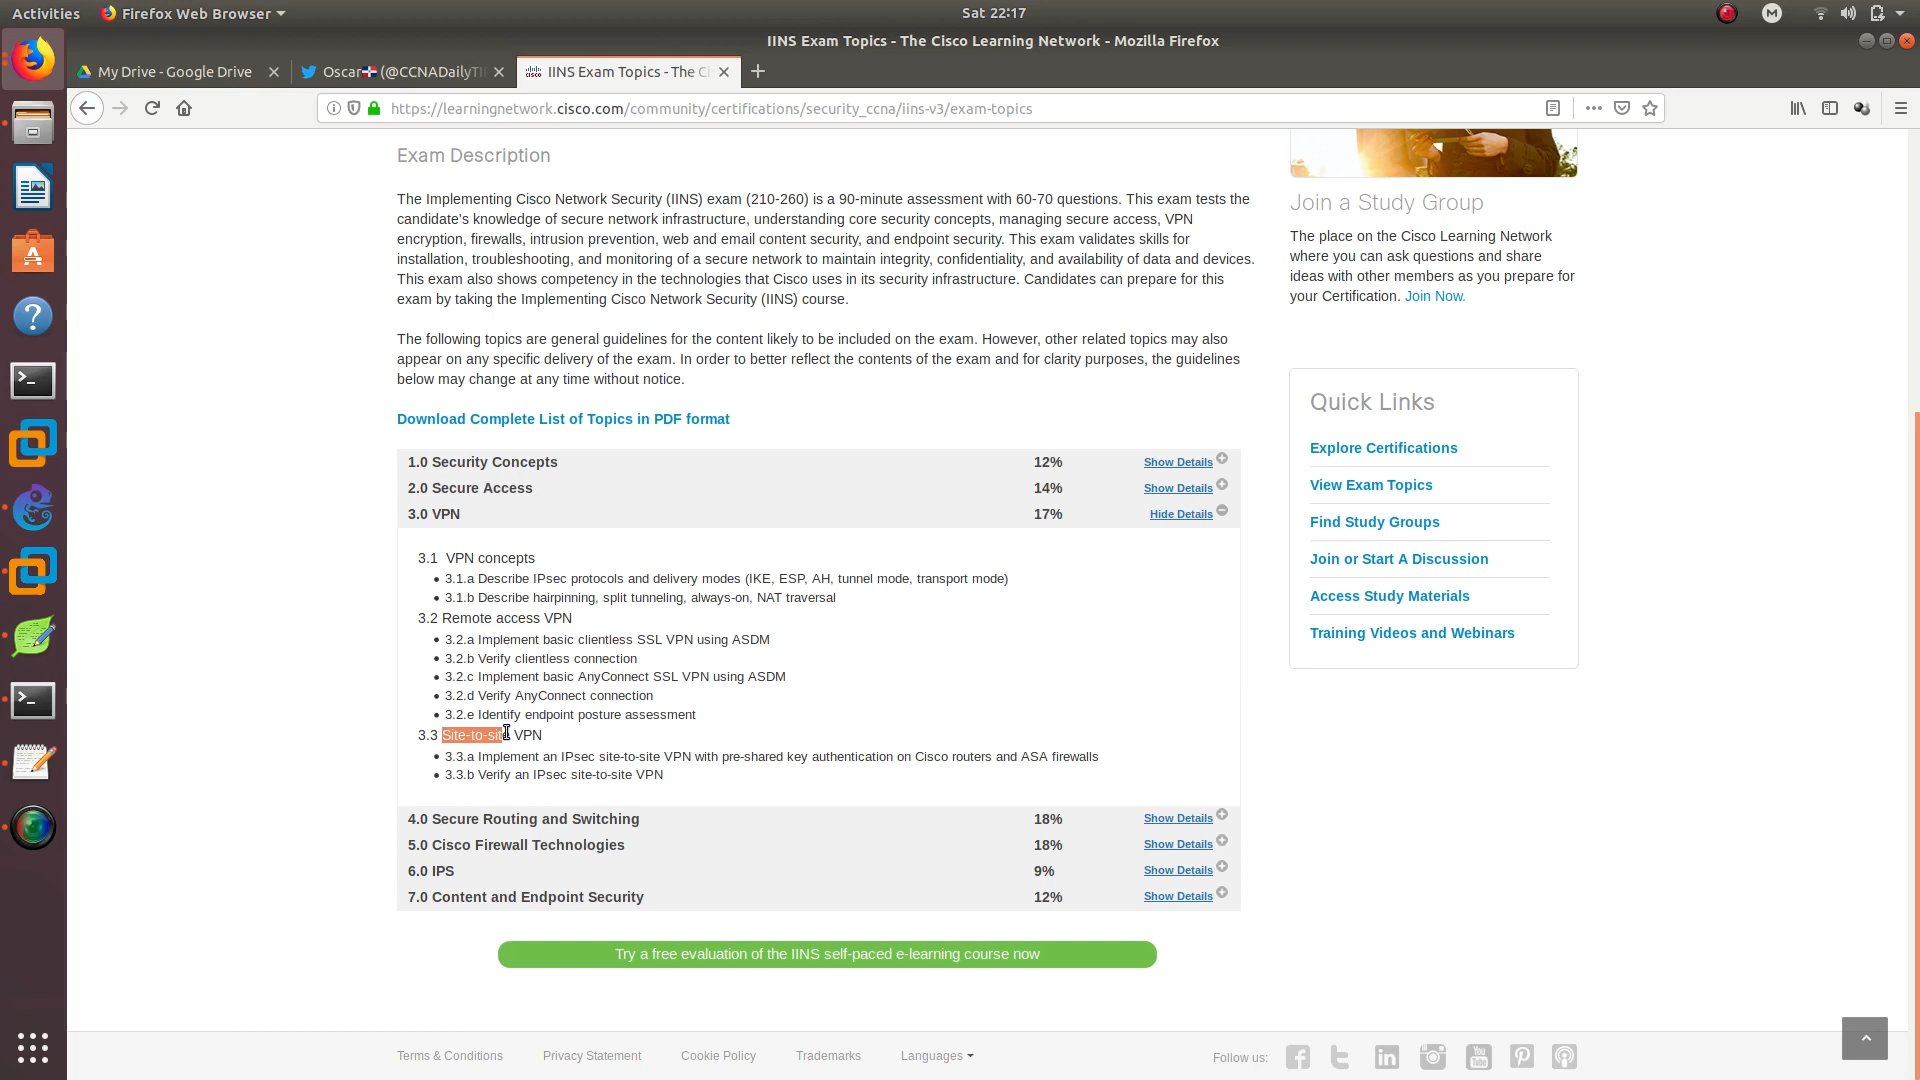 Activities
Firefox Web Browser
Sat 22:17
IINS Exam Topics - The Cisco Learning Network - Mozilla Firefox
My Drive - Google Drive
Oscar🇩🇴 (@CCNADailyTI
IINS Exam Topics - The Ci
https://learningnetwork.cisco.com/community/certifications/security_ccna/iins-v3/exam-topics
Exam Description
The Implementing Cisco Network Security (IINS) exam (210-260) is a 90-minute assessment with 60-70 questions. This exam tests the
candidate's knowledge of secure network infrastructure, understanding core security concepts, managing secure access, VPN
encryption, firewalls, intrusion prevention, web and email content security, and endpoint security. This exam validates skills for
installation, troubleshooting, and monitoring of a secure network to maintain integrity, confidentiality, and availability of data and devices.
This exam also shows competency in the technologies that Cisco uses in its security infrastructure. Candidates can prepare for this
exam by taking the Implementing Cisco Network Security (IINS) course.
The following topics are general guidelines for the content likely to be included on the exam. However, other related topics may also
appear on any specific delivery of the exam. In order to better reflect the contents of the exam and for clarity purposes, the guidelines
below may change at any time without notice.
Download Complete List of Topics in PDF format
1.0 Security Concepts 12% Show Details
2.0 Secure Access 14% Show Details
3.0 VPN 17% Hide Details
3.1 VPN concepts
• 3.1.a Describe IPsec protocols and delivery modes (IKE, ESP, AH, tunnel mode, transport mode)
• 3.1.b Describe hairpinning, split tunneling, always-on, NAT traversal
3.2 Remote access VPN
• 3.2.a Implement basic clientless SSL VPN using ASDM
• 3.2.b Verify clientless connection
• 3.2.c Implement basic AnyConnect SSL VPN using ASDM
• 3.2.d Verify AnyConnect connection
• 3.2.e Identify endpoint posture assessment
3.3 Site-to-site VPN
• 3.3.a Implement an IPsec site-to-site VPN with pre-shared key authentication on Cisco routers and ASA firewalls
• 3.3.b Verify an IPsec site-to-site VPN
4.0 Secure Routing and Switching 18% Show Details
5.0 Cisco Firewall Technologies 18% Show Details
6.0 IPS 9% Show Details
7.0 Content and Endpoint Security 12% Show Details
Try a free evaluation of the IINS self-paced e-learning course now
Join a Study Group
The place on the Cisco Learning Network
where you can ask questions and share
ideas with other members as you prepare for
your Certification. Join Now.
Quick Links
Explore Certifications
View Exam Topics
Find Study Groups
Join or Start A Discussion
Access Study Materials
Training Videos and Webinars
Terms & Conditions
Privacy Statement
Cookie Policy
Trademarks
Languages
Follow us: